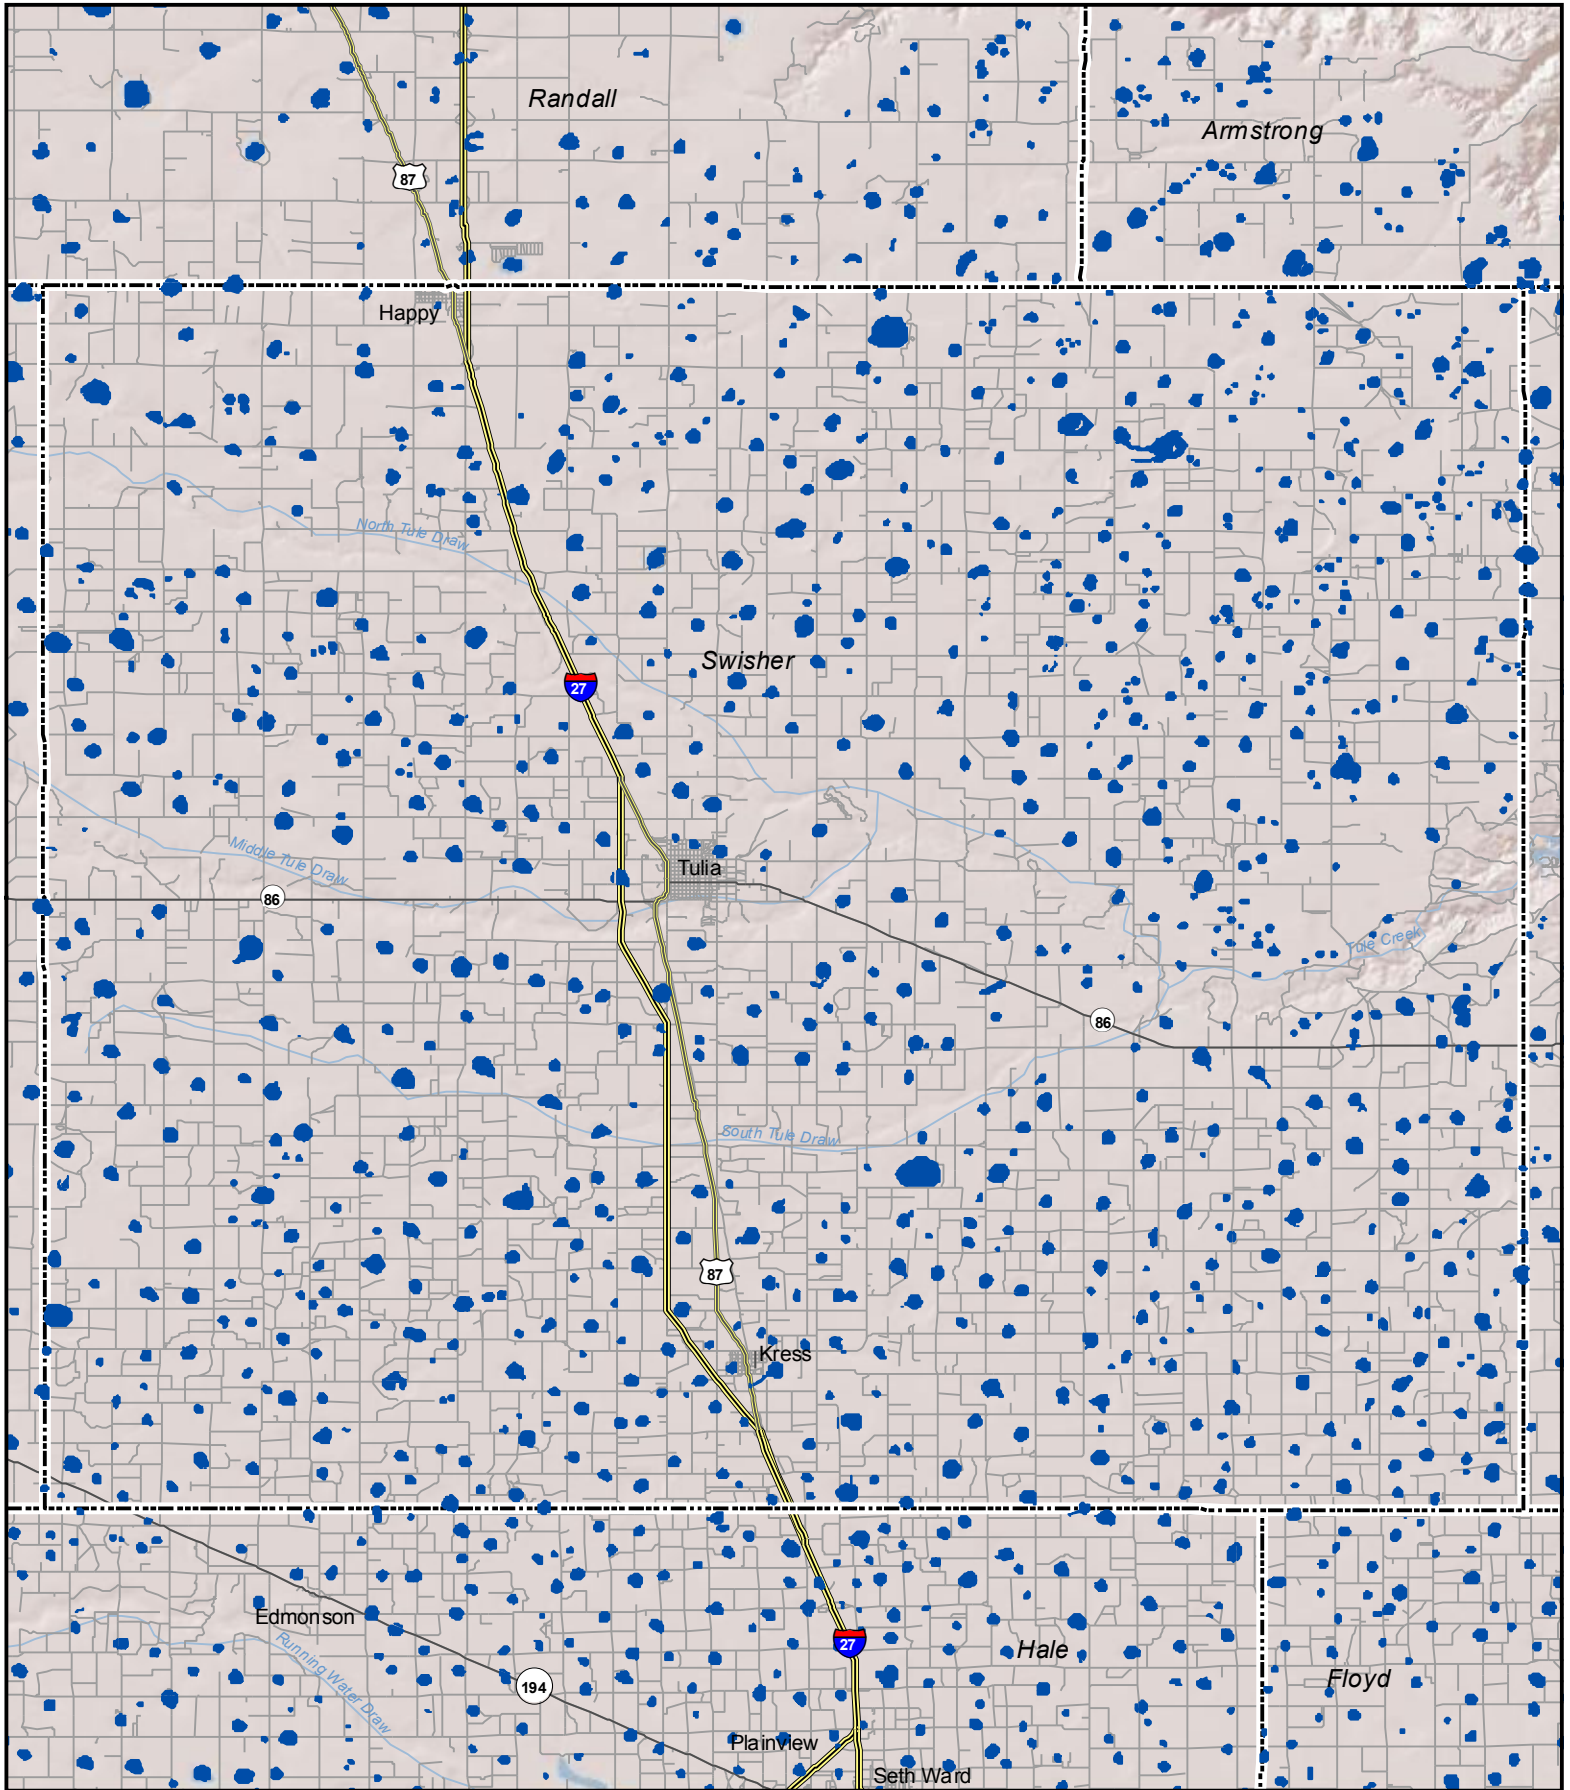 Randall
Armstrong
87
Happy
North Tule Draw
Swisher
27
Middle Tule Draw
Tulia
86
Tule Creek
86
South Tule Draw
87
Kress
Edmonson
Running Water Draw
27
Hale
Floyd
194
Plainview
Seth Ward